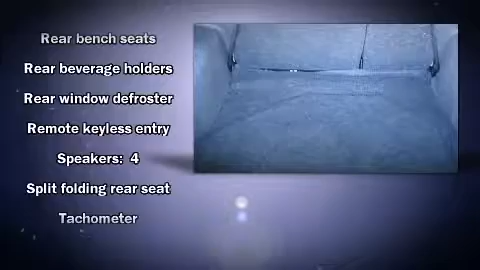 Rear bench seats
Rear beverage holders
Rear window defroster
Remote keyless entry
Speakers: 4
Split folding rear seat
Tachometer